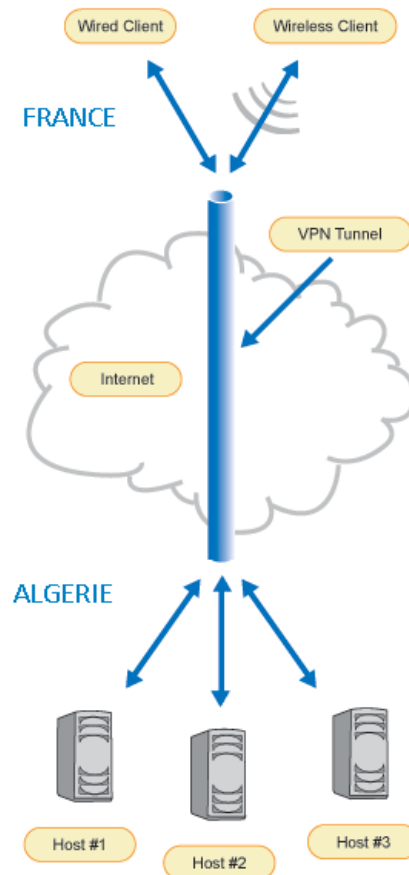 Wired Client
Wireless Client
FRANCE
VPN Tunnel
Internet
ALGERIE
Host #1
Host #2
Host #3